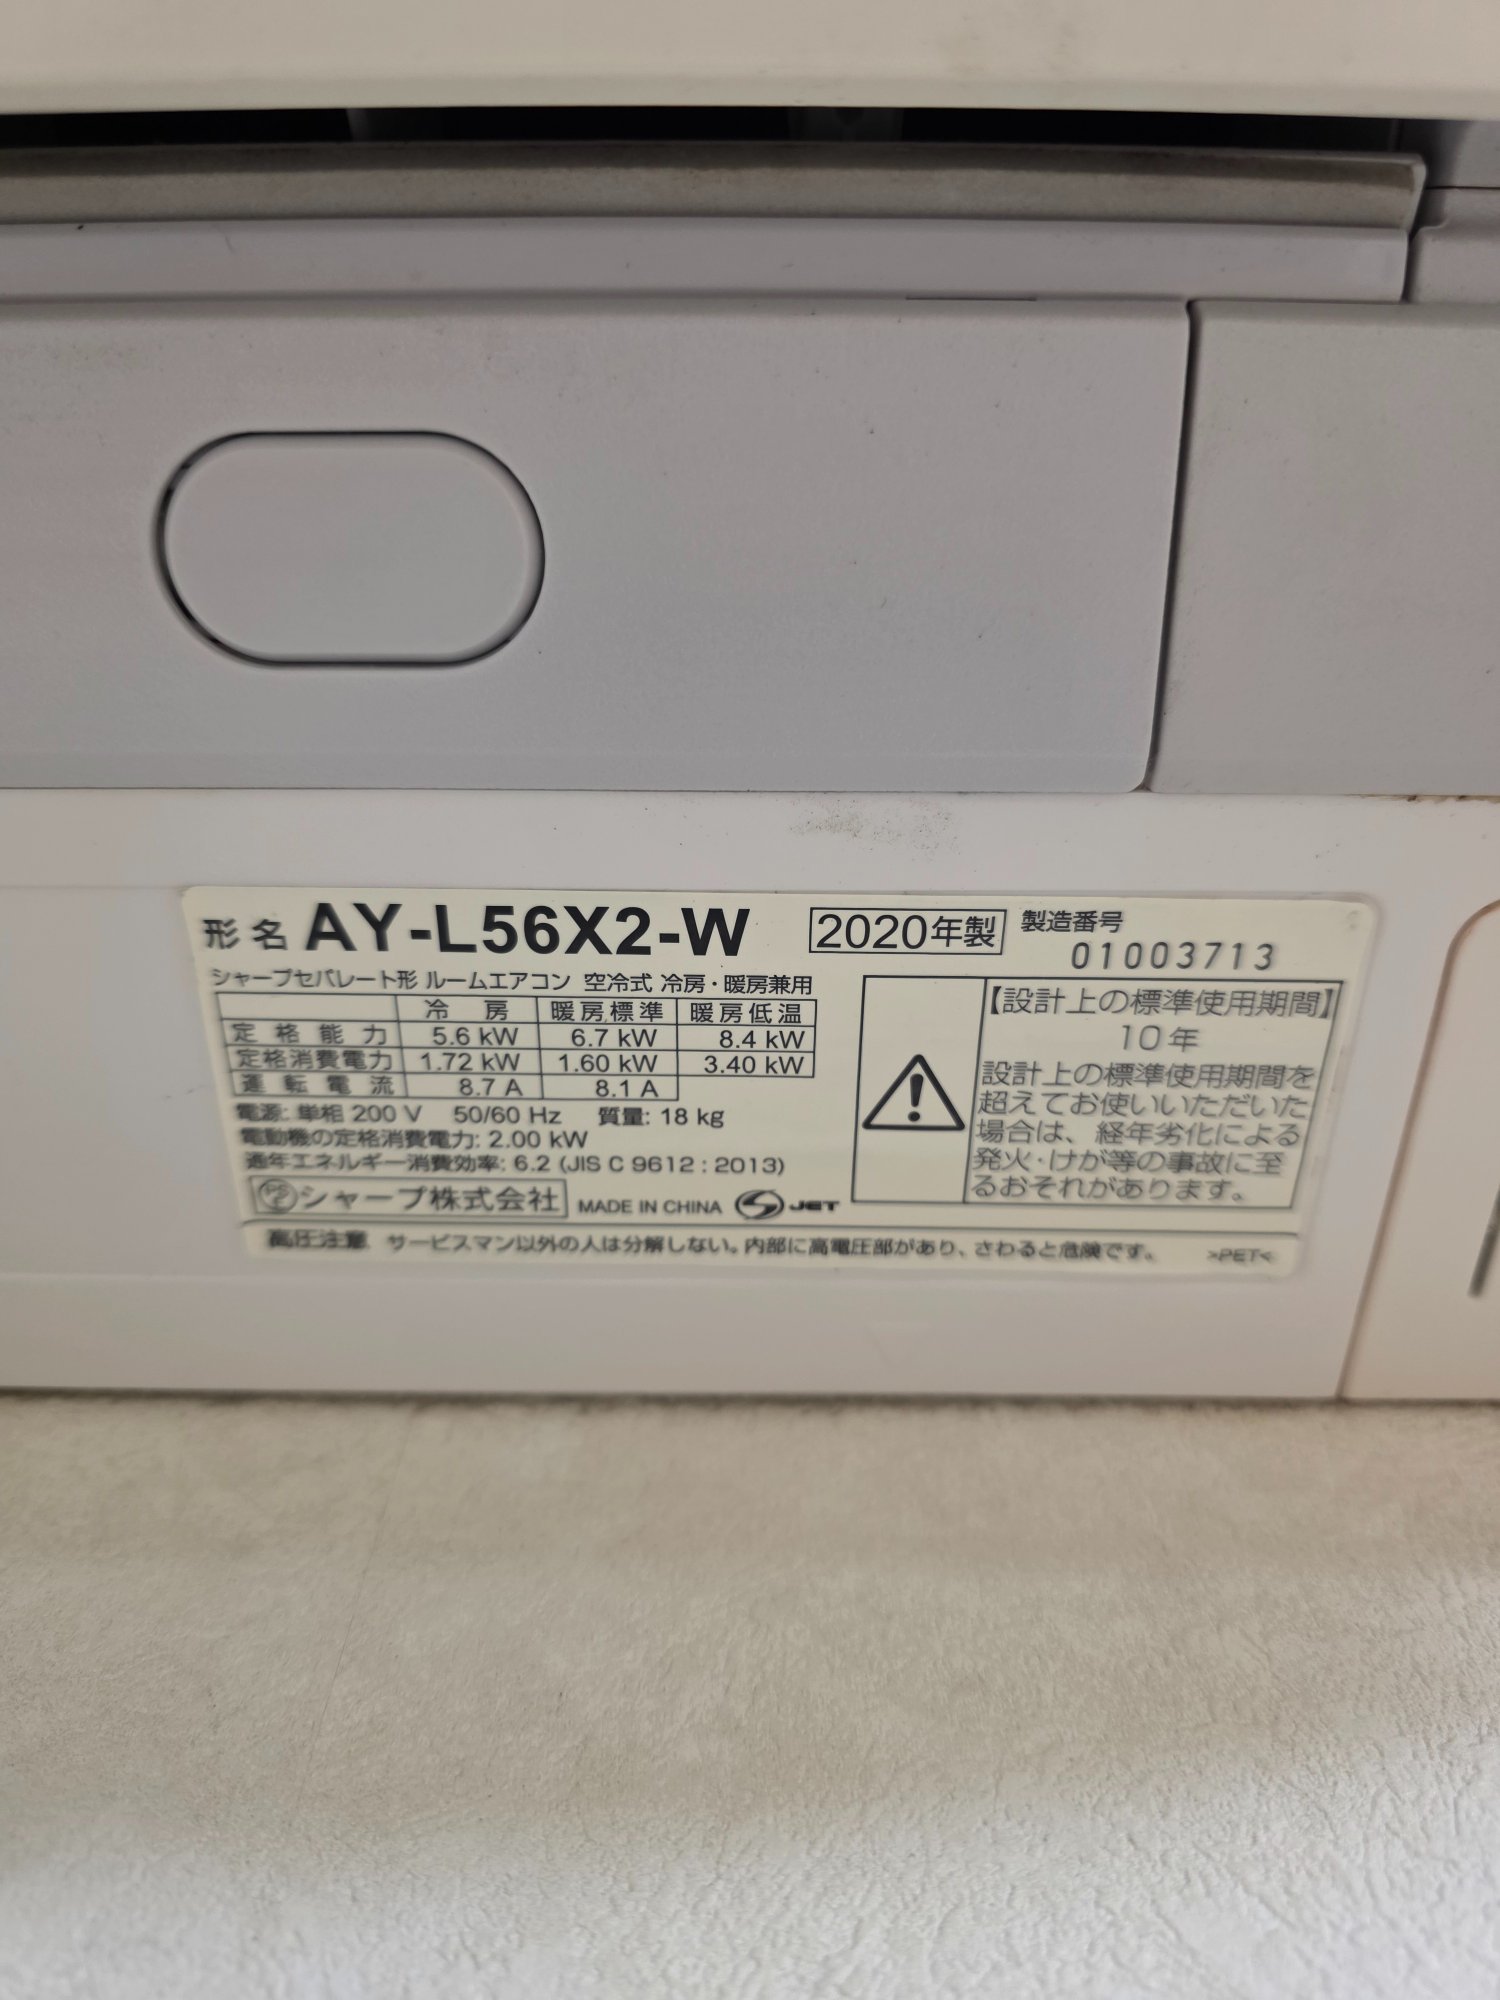 形名 AY-L56X2-W 2020年製 製造番号
01003713
シャープセパレート形 ルームエアコン 空冷式 冷房・暖房兼用
冷房 暖房標準 暖房低温
定格能力 5.6 kW 6.7 kW 8.4 kW
定格消費電力 1.72 kW 1.60 kW 3.40 kW
運転電流 8.7 A 8.1 A
電源: 単相 200 V 50/60 Hz 質量: 18 kg
電動機の定格消費電力: 2.00 kW
通年エネルギー消費効率: 6.2 (JIS C 9612 : 2013)
シャープ株式会社 MADE IN CHINA JET
【設計上の標準使用期間】
10年
設計上の標準使用期間を
超えてお使いいただいた
場合は、経年劣化による
発火・けが等の事故に至
るおそれがあります。
高圧注意 サービスマン以外の人は分解しない。内部に高電圧部があり、さわると危険です。 >PET<